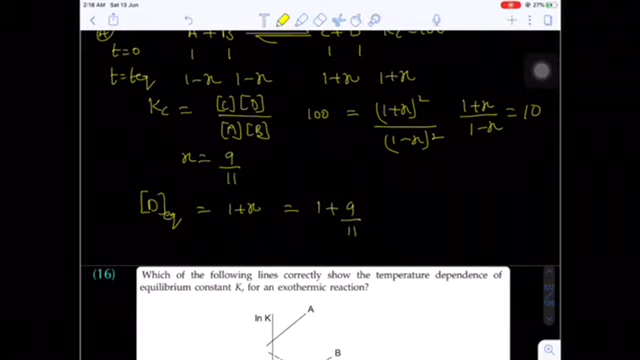 2:18 AM Sun 13 Jun
27%
A + B C + D Kc = 100
t=0 1 1 1 1
t=teq 1-x 1-x 1+x 1+x
Kc = [C][D] / [A][B] 100 = (1+x)² / (1-x)² 1+x / 1-x = 10
x = 9/11
[D]eq = 1+x = 1 + 9/11
(16) Which of the following lines correctly show the temperature dependence of
equilibrium constant K, for an exothermic reaction?
ln K
A
B